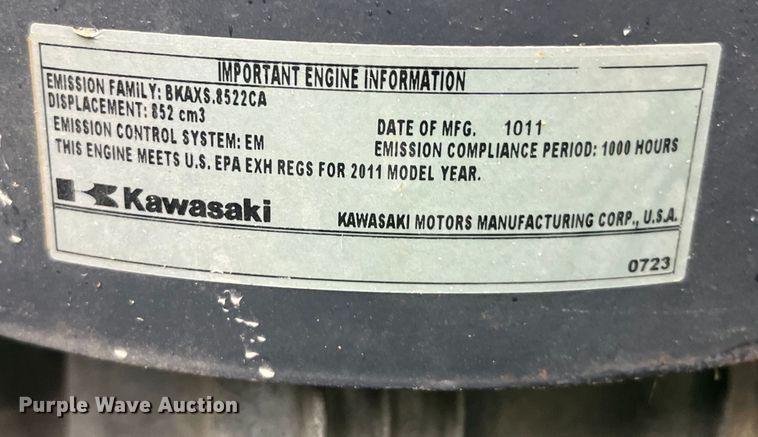 IMPORTANT ENGINE INFORMATION
EMISSION FAMILY: BKAXS.8522CA
DISPLACEMENT: 852 cm3
EMISSION CONTROL SYSTEM: EM
DATE OF MFG. 1011
EMISSION COMPLIANCE PERIOD: 1000 HOURS
THIS ENGINE MEETS U.S. EPA EXH REGS FOR 2011 MODEL YEAR.
Kawasaki
KAWASAKI MOTORS MANUFACTURING CORP., U.S.A.
0723
Purple Wave Auction